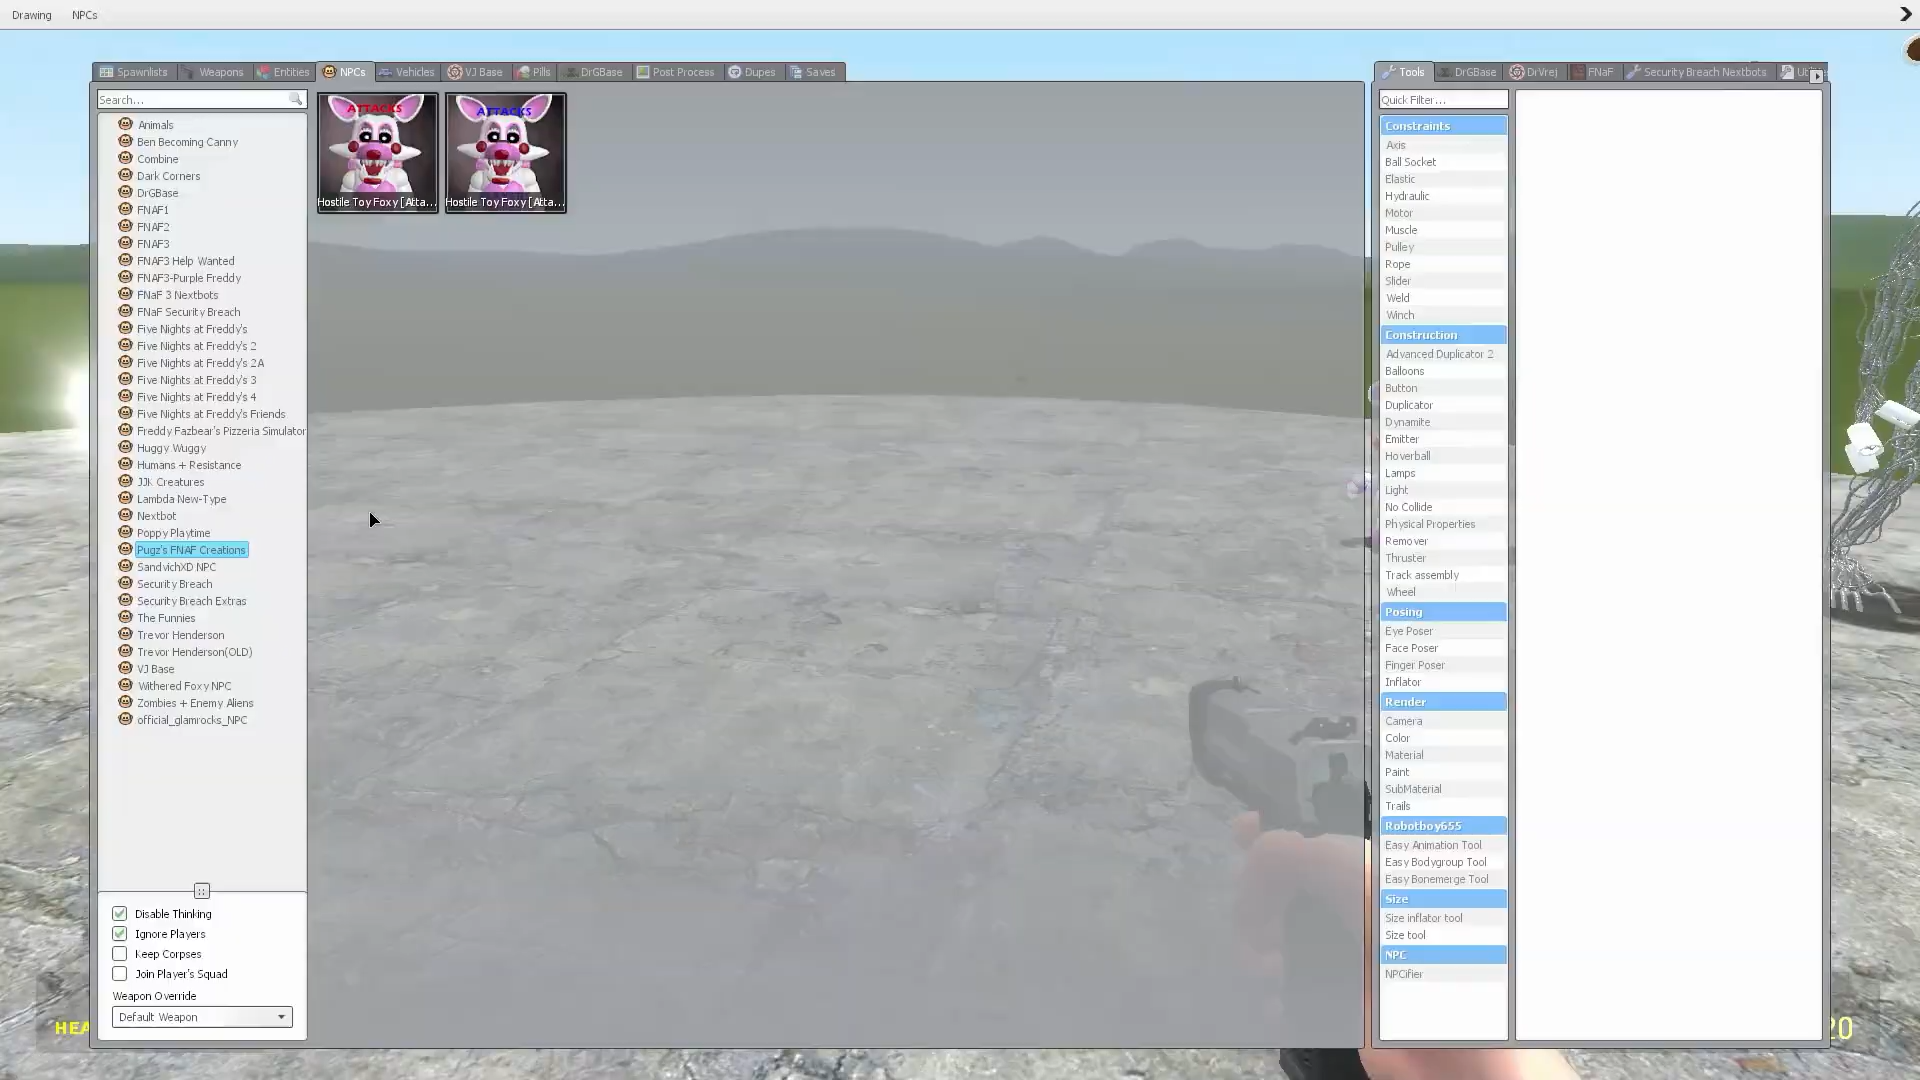 Drawing NPCs
Spawnlists Weapons Entities NPCs Vehicles VJ Base Pills DrGBase Post Process Dupes Saves
Tools DrGBase DrVrej FNaF Security Breach Nextbots
Search...
ATTACKS
ATTACKS
Hostile Toy Foxy [Atta...
Hostile Toy Foxy [Atta...
Animals
Ben Becoming Canny
Combine
Dark Corners
DrGBase
FNAF1
FNAF2
FNAF3
FNAF3 Help Wanted
FNAF3-Purple Freddy
FNaF 3 Nextbots
FNaF Security Breach
Five Nights at Freddy's
Five Nights at Freddy's 2
Five Nights at Freddy's 2A
Five Nights at Freddy's 3
Five Nights at Freddy's 4
Five Nights at Freddy's Friends
Freddy Fazbear's Pizzeria Simulator
Huggy Wuggy
Humans + Resistance
JJK Creatures
Lambda New-Type
Nextbot
Poppy Playtime
Pugz's FNAF Creations
SandvichXD NPC
Security Breach
Security Breach Extras
The Funnies
Trevor Henderson
Trevor Henderson(OLD)
VJ Base
Withered Foxy NPC
Zombies + Enemy Aliens
official_glamrocks_NPC
Disable Thinking
Ignore Players
Keep Corpses
Join Player's Squad
Weapon Override
Default Weapon
HEA
Quick Filter...
Constraints
Axis
Ball Socket
Elastic
Hydraulic
Motor
Muscle
Pulley
Rope
Slider
Weld
Winch
Construction
Advanced Duplicator 2
Balloons
Button
Duplicator
Dynamite
Emitter
Hoverball
Lamps
Light
No Collide
Physical Properties
Remover
Thruster
Track assembly
Wheel
Posing
Eye Poser
Face Poser
Finger Poser
Inflator
Render
Camera
Color
Material
Paint
SubMaterial
Trails
Robotboy655
Easy Animation Tool
Easy Bodygroup Tool
Easy Bonemerge Tool
Size
Size inflator tool
Size tool
NPC
NPCifier
20